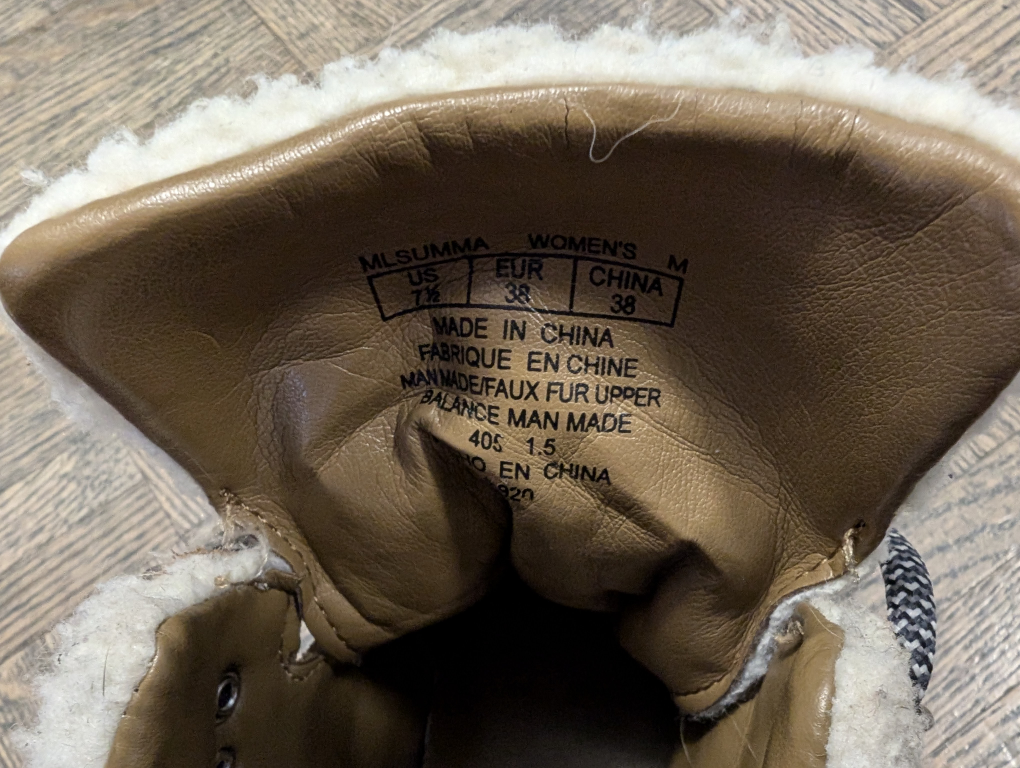 MLSUMMA WOMEN'S M
US EUR CHINA
7½ 38 38
MADE IN CHINA
FABRIQUE EN CHINE
MAN MADE/FAUX FUR UPPER
BALANCE MAN MADE
405 1.5
EN CHINA